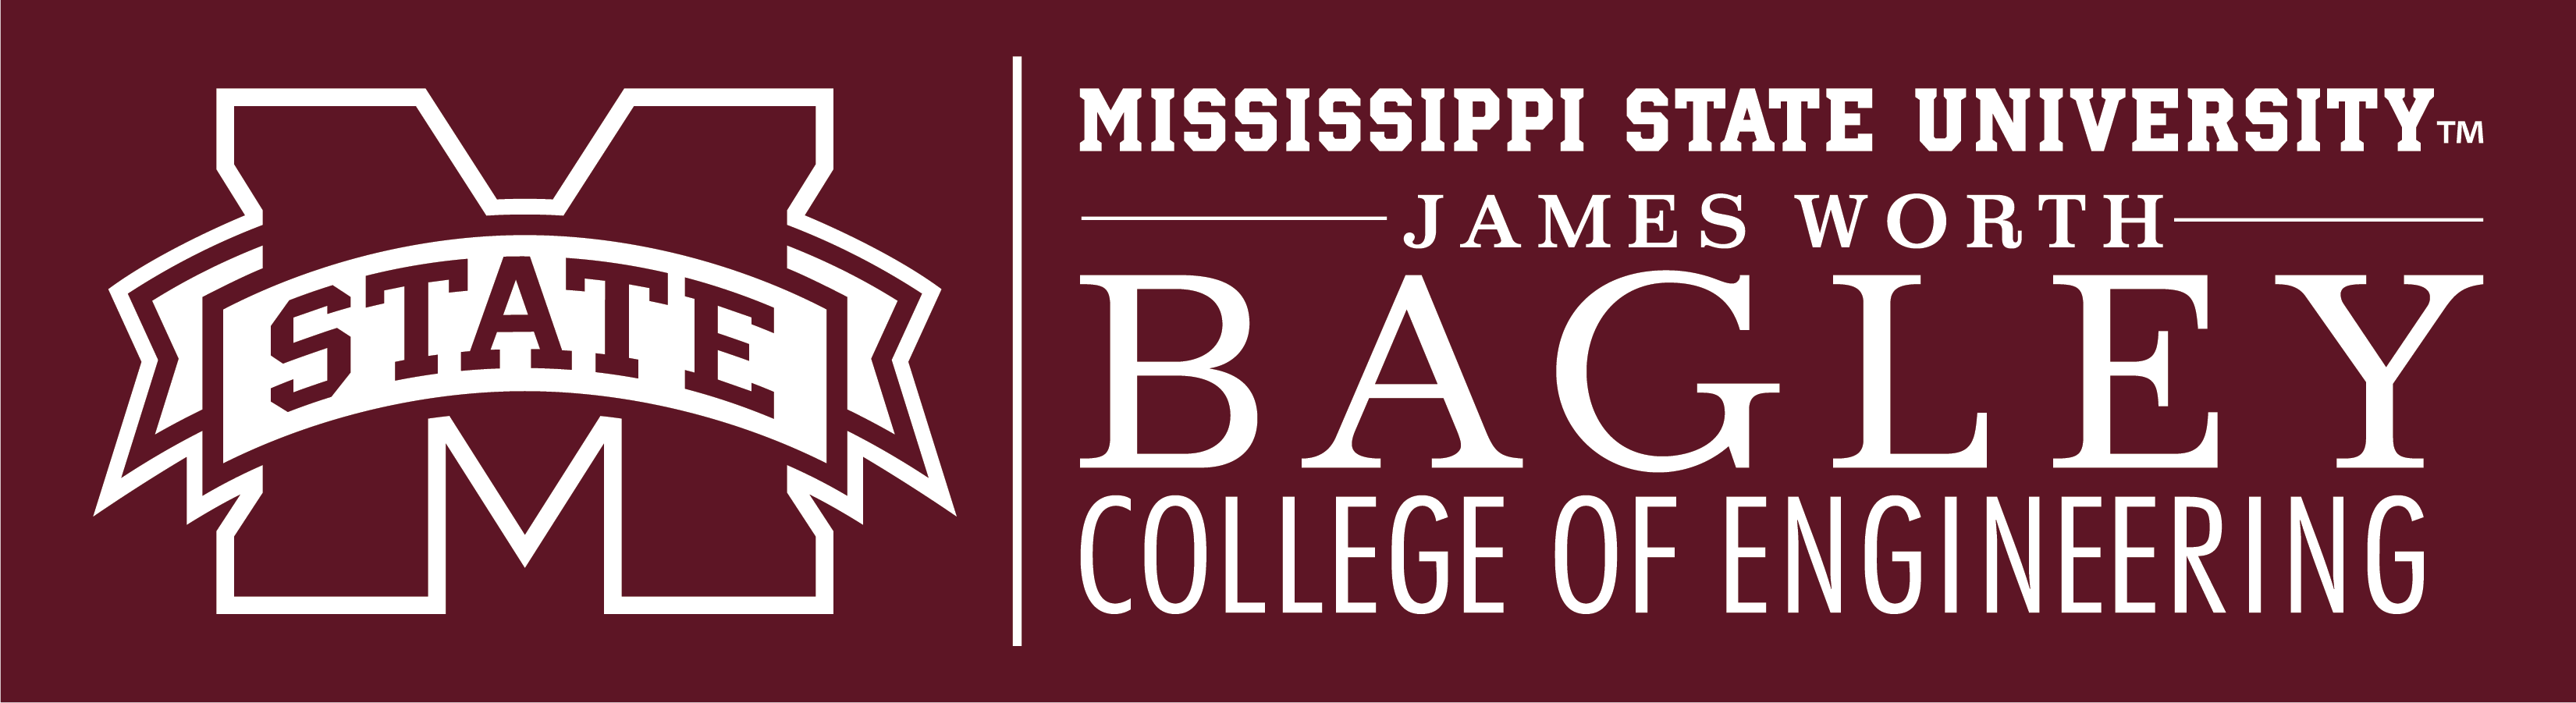 STATE
MISSISSIPPI STATE UNIVERSITY™
JAMES WORTH
BAGLEY
COLLEGE OF ENGINEERING